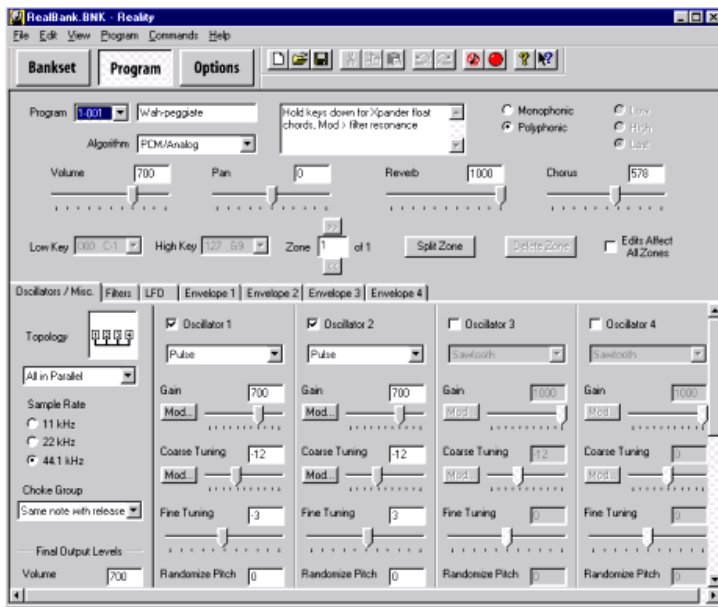 RealBank.BNK - Reality
File Edit View Program Commands Help
Bankset Program Options
Program 1-001 Wah-peggiate
Hold keys down for Xpander float
chords, Mod > filter resonance
Monophonic
Polyphonic
Low
High
Last
Algorithm PCM/Analog
Volume 700 Pan 0 Reverb 1000 Chorus 578
Low Key 000 C-1 High Key 127 G9 Zone 1 of 1 Split Zone Delete Zone Edits Affect
All Zones
>>
<<
Oscillators / Misc. Filters LFO Envelope 1 Envelope 2 Envelope 3 Envelope 4
Topology
1 2 3 4
All in Parallel
Sample Rate
11 kHz
22 kHz
44.1 kHz
Choke Group
Same note with release
Final Output Levels
Volume 700
Oscillator 1
Pulse
Gain 700
Mod...
Coarse Tuning -12
Mod...
Fine Tuning -3
Randomize Pitch 0
Oscillator 2
Pulse
Gain 700
Mod...
Coarse Tuning -12
Mod...
Fine Tuning 3
Randomize Pitch 0
Oscillator 3
Sawtooth
Gain 1000
Mod...
Coarse Tuning -12
Mod...
Fine Tuning 0
Randomize Pitch 0
Oscillator 4
Sawtooth
Gain 1000
Mod...
Coarse Tuning 0
Mod...
Fine Tuning 0
Randomize Pitch 0